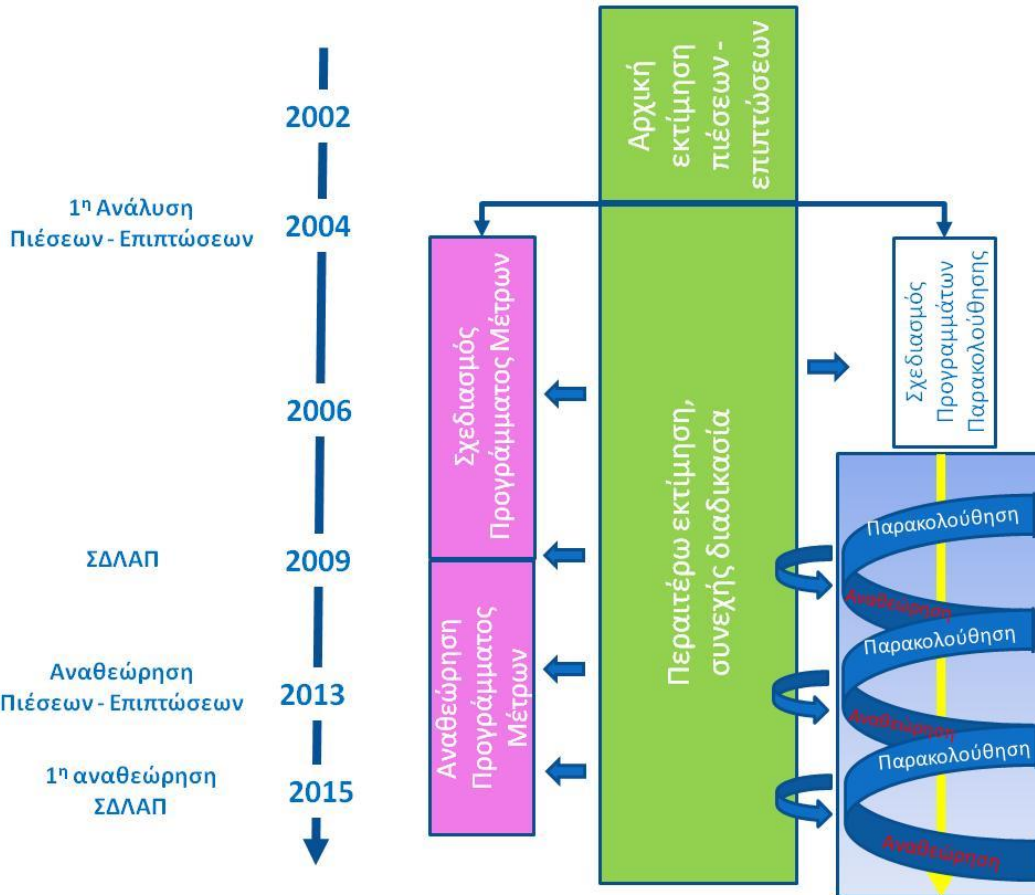 2002
1η Ανάλυση
Πιέσεων - Επιπτώσεων
2004
2006
ΣΔΛΑΠ
2009
Αναθεώρηση
Πιέσεων - Επιπτώσεων
2013
1η αναθεώρηση
ΣΔΛΑΠ
2015
Σχεδιασμός
Προγράμματος Μέτρων
Αναθεώρηση
Προγράμματος
Μέτρων
Αρχική
εκτίμηση
πιέσεων -
επιπτώσεων
Περαιτέρω εκτίμηση,
συνεχής διαδικασία
Σχεδιασμός
Προγραμμάτων
Παρακολούθησης
Παρακολούθηση
Αναθεώρηση
Παρακολούθηση
Αναθεώρηση
Παρακολούθηση
Αναθεώρηση